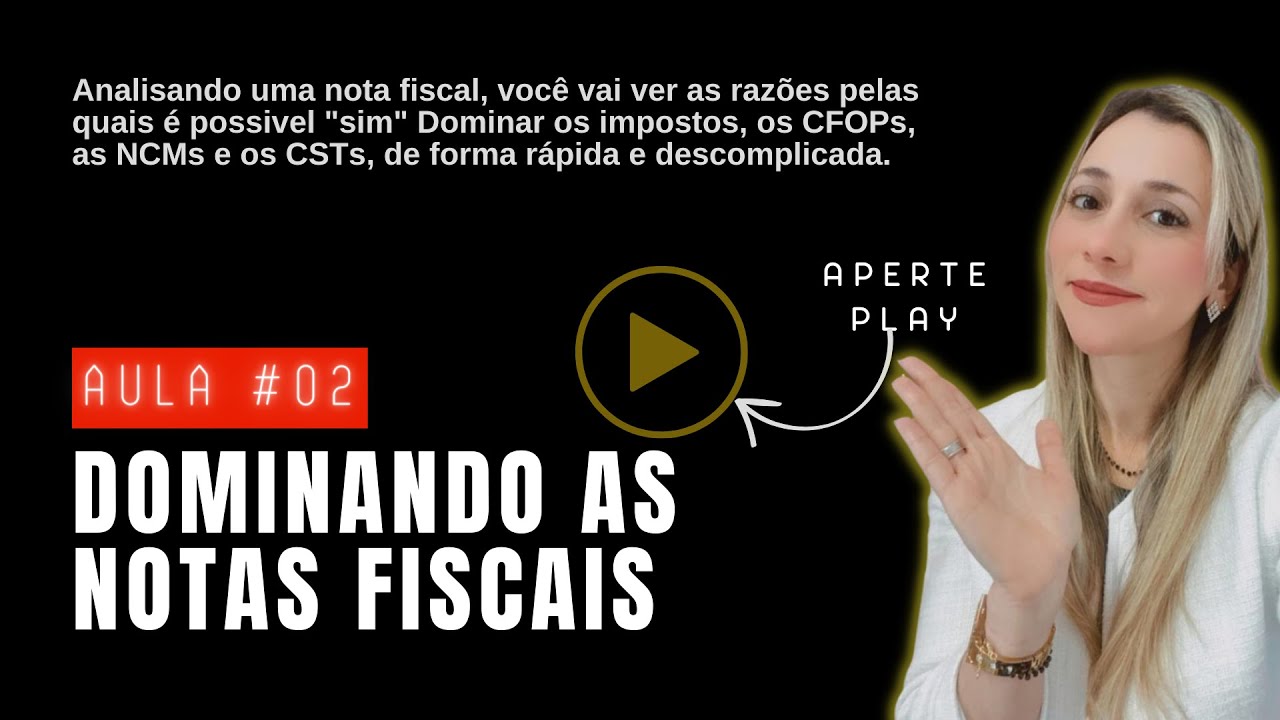 Analisando uma nota fiscal, você vai ver as razões pelas
quais é possivel "sim" Dominar os impostos, os CFOPs,
as NCMs e os CSTs, de forma rápida e descomplicada.
APERTE
PLAY
AULA #02
DOMINANDO AS
NOTAS FISCAIS